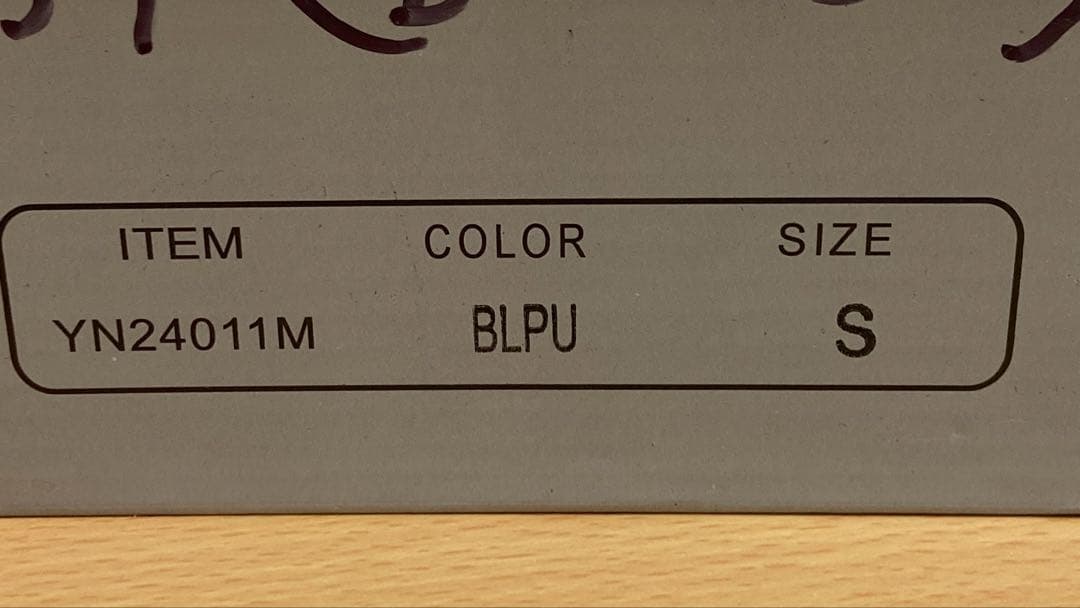 ITEM COLOR SIZE
YN24011M BLPU S